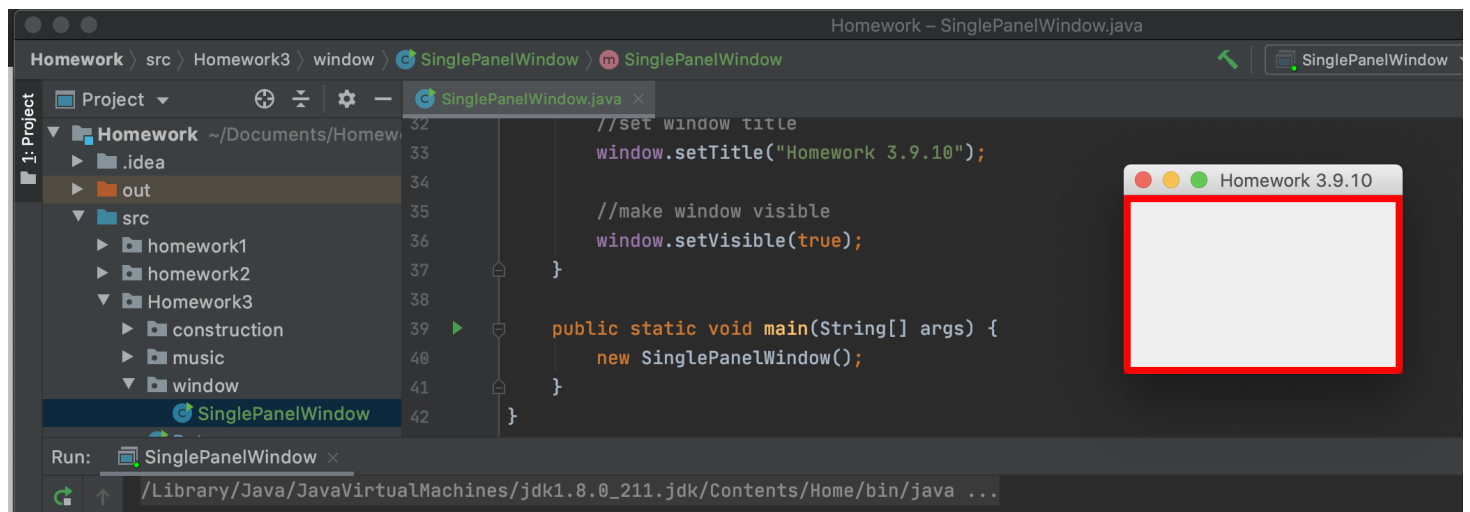 Homework – SinglePanelWindow.java
Homework src Homework3 window SinglePanelWindow m SinglePanelWindow SinglePanelWindow
1: Project
Project
Homework ~/Documents/Homew
.idea
out
src
homework1
homework2
Homework3
construction
music
window
SinglePanelWindow
SinglePanelWindow.java
32 //set window title
33 window.setTitle("Homework 3.9.10");
34
35 //make window visible
36 window.setVisible(true);
37 }
38
39 public static void main(String[] args) {
40 new SinglePanelWindow();
41 }
42 }
Homework 3.9.10
Run: SinglePanelWindow
/Library/Java/JavaVirtualMachines/jdk1.8.0_211.jdk/Contents/Home/bin/java ...